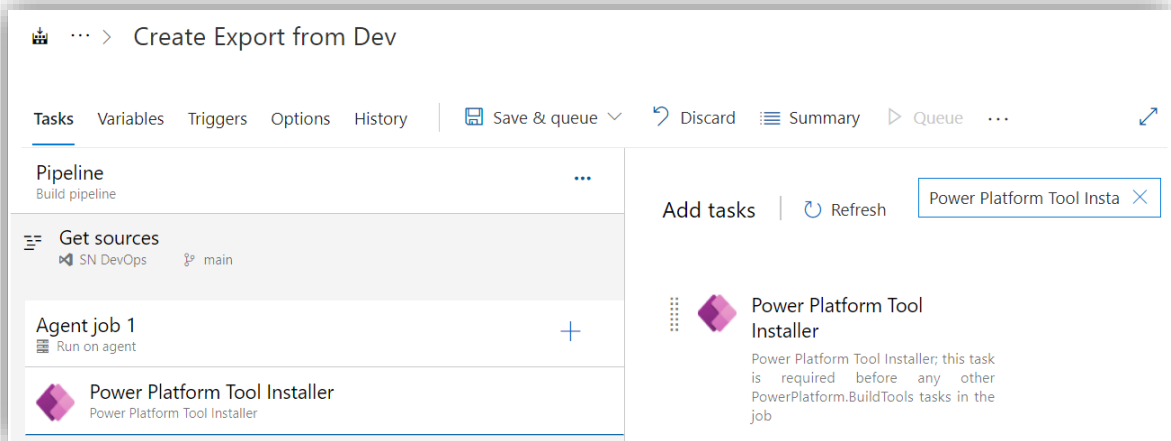 ... > Create Export from Dev
Tasks Variables Triggers Options History Save & queue Discard Summary Queue ...
Pipeline
Build pipeline
Get sources
SN DevOps main
Agent job 1
Run on agent
Power Platform Tool Installer
Power Platform Tool Installer
Add tasks Refresh Power Platform Tool Insta
Power Platform Tool
Installer
Power Platform Tool Installer; this task
is required before any other
PowerPlatform.BuildTools tasks in the
job